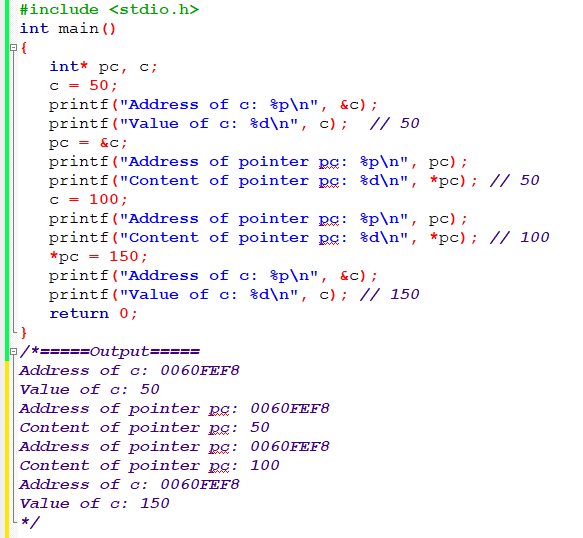 #include <stdio.h>
int main()
{
int* pc, c;
c = 50;
printf("Address of c: %p\n", &c);
printf("Value of c: %d\n", c);  // 50
pc = &c;
printf("Address of pointer pc: %p\n", pc);
printf("Content of pointer pc: %d\n", *pc); // 50
c = 100;
printf("Address of pointer pc: %p\n", pc);
printf("Content of pointer pc: %d\n", *pc); // 100
*pc = 150;
printf("Address of c: %p\n", &c);
printf("Value of c: %d\n", c); // 150
return 0;
}
/*=====Output=====
Address of c: 0060FEF8
Value of c: 50
Address of pointer pc: 0060FEF8
Content of pointer pc: 50
Address of pointer pc: 0060FEF8
Content of pointer pc: 100
Address of c: 0060FEF8
Value of c: 150
*/